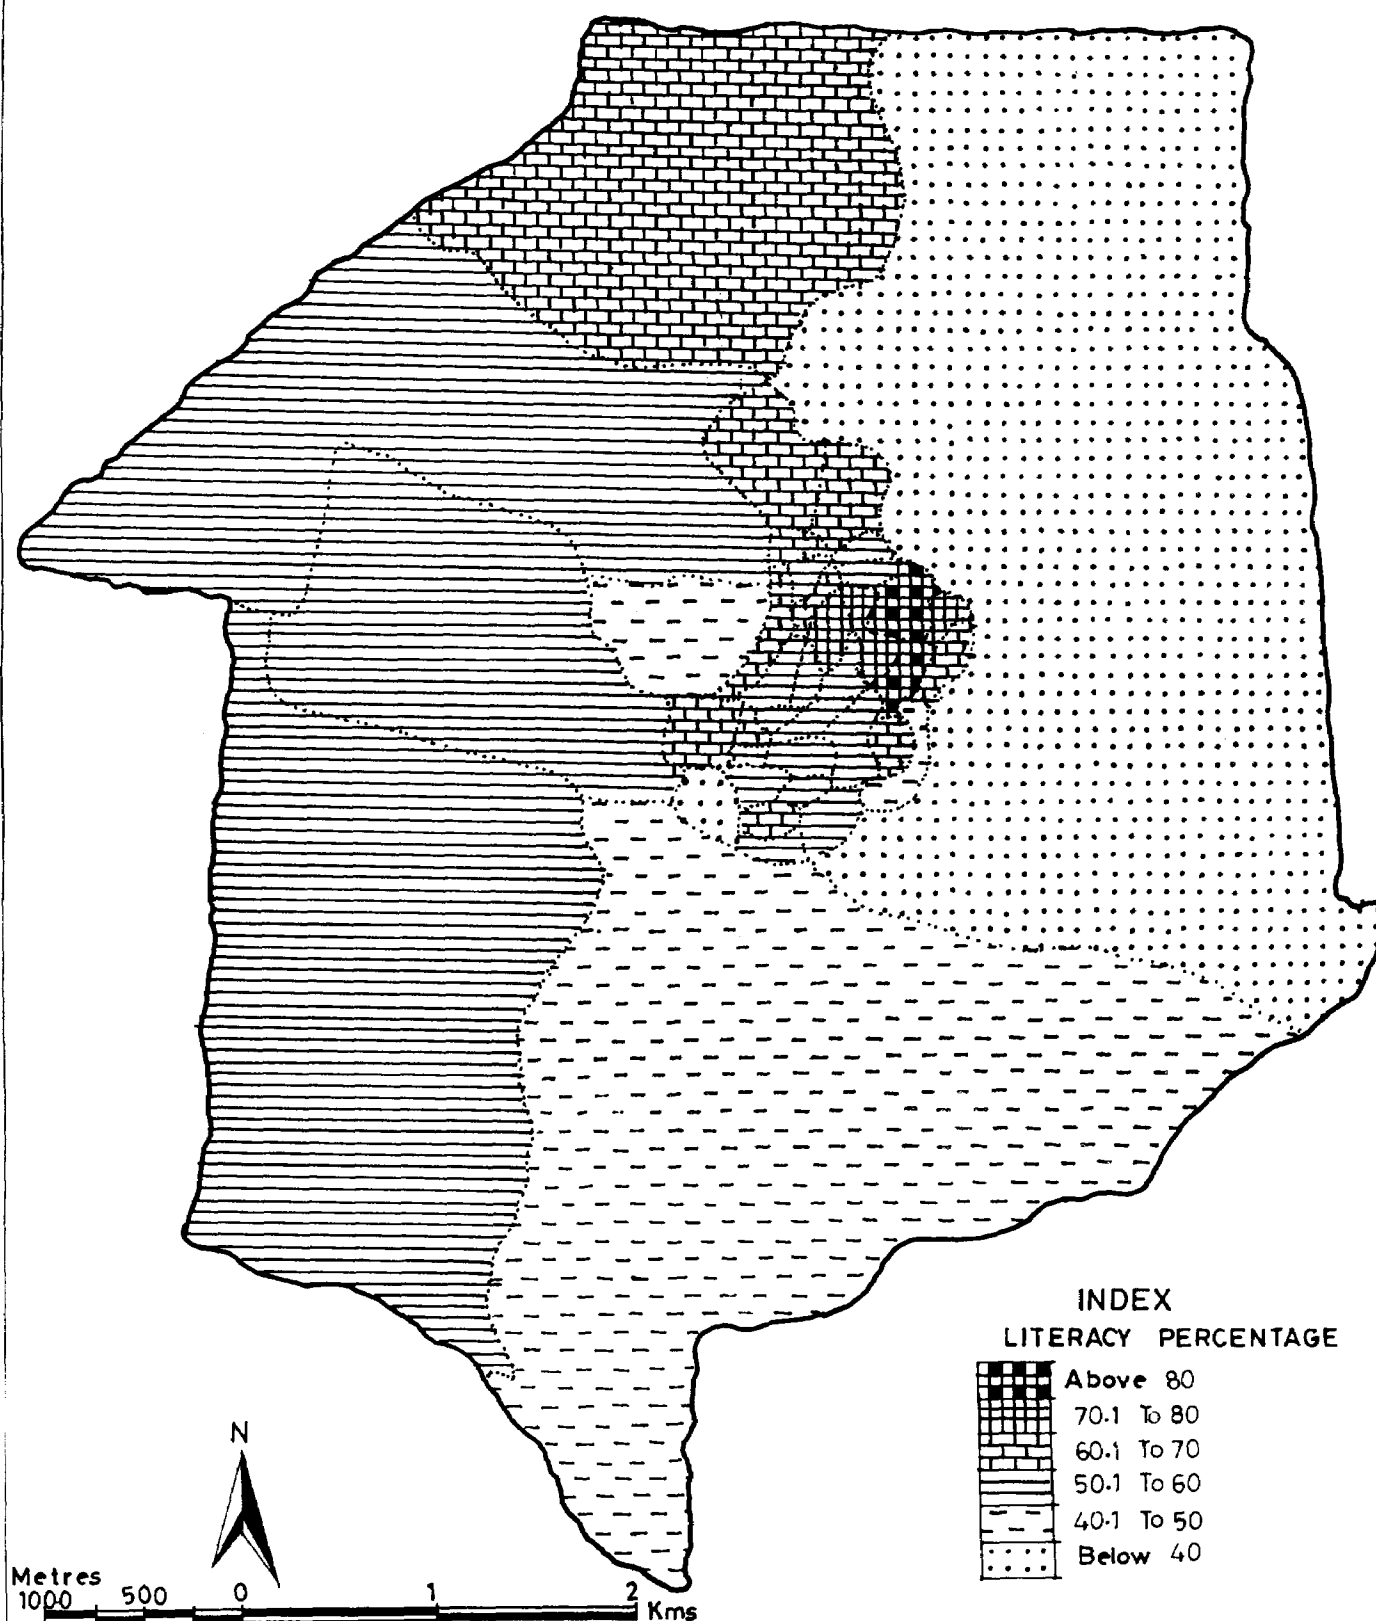 INDEX
LITERACY PERCENTAGE
Above 80
70.1 To 80
60.1 To 70
50.1 To 60
40.1 To 50
Below 40
N
Metres
1000 500 0 1 2
Kms